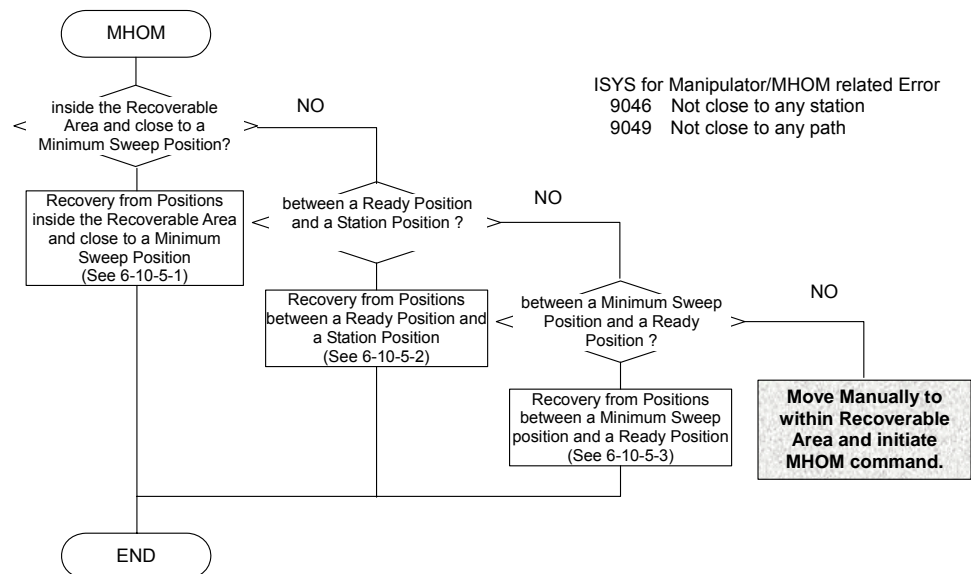 MHOM
inside the Recoverable
Area and close to a
Minimum Sweep Position?
NO
ISYS for Manipulator/MHOM related Error
9046 Not close to any station
9049 Not close to any path
Recovery from Positions
inside the Recoverable Area
and close to a Minimum
Sweep Position
(See 6-10-5-1)
between a Ready Position
and a Station Position ?
NO
Recovery from Positions
between a Ready Position and
a Station Position
(See 6-10-5-2)
between a Minimum Sweep
Position and a Ready
Position ?
NO
Recovery from Positions
between a Minimum Sweep
position and a Ready Position
(See 6-10-5-3)
Move Manually to
within Recoverable
Area and initiate
MHOM command.
END